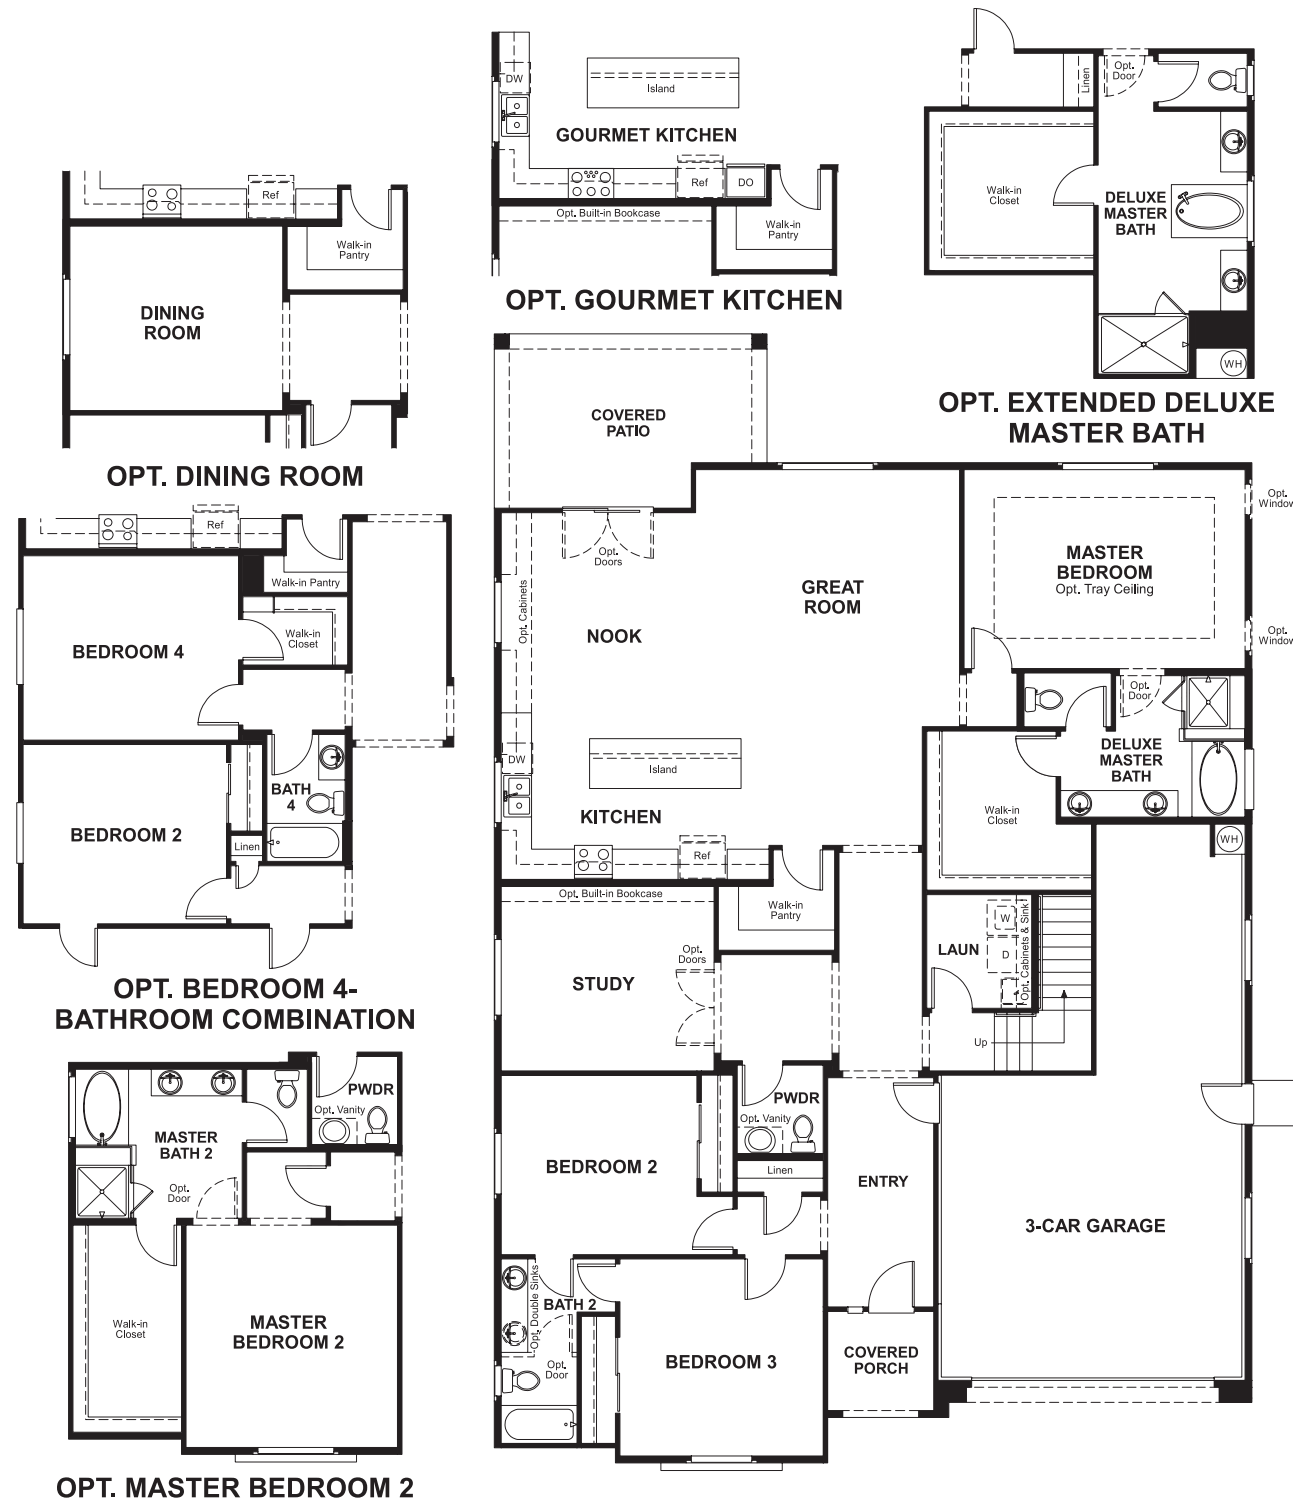 DW
Island
GOURMET KITCHEN
Ref
DO
Opt. Built-in Bookcase
Walk-in
Pantry
OPT. GOURMET KITCHEN
Linen
Opt.
Door
Walk-in
Closet
DELUXE
MASTER
BATH
WH
OPT. EXTENDED DELUXE
MASTER BATH
Ref
Walk-in
Pantry
DINING
ROOM
OPT. DINING ROOM
Ref
Walk-in Pantry
Walk-in
Closet
BEDROOM 4
BATH
4
BEDROOM 2
Linen
OPT. BEDROOM 4-
BATHROOM COMBINATION
PWDR
Opt. Vanity
MASTER
BATH 2
Opt.
Door
Walk-in
Closet
MASTER
BEDROOM 2
OPT. MASTER BEDROOM 2
COVERED
PATIO
Opt.
Doors
Opt. Cabinets
NOOK
GREAT
ROOM
MASTER
BEDROOM
Opt. Tray Ceiling
Opt.
Window
Opt.
Window
Opt.
Door
DELUXE
MASTER
BATH
DW
Island
KITCHEN
Ref
Walk-in
Closet
WH
Opt. Built-in Bookcase
Walk-in
Pantry
STUDY
Opt.
Doors
LAUN
W
D
Opt. Cabinets & Sink
Up
PWDR
Opt. Vanity
BEDROOM 2
Linen
ENTRY
3-CAR GARAGE
Opt. Double Sinks
BATH 2
Opt.
Door
BEDROOM 3
COVERED
PORCH